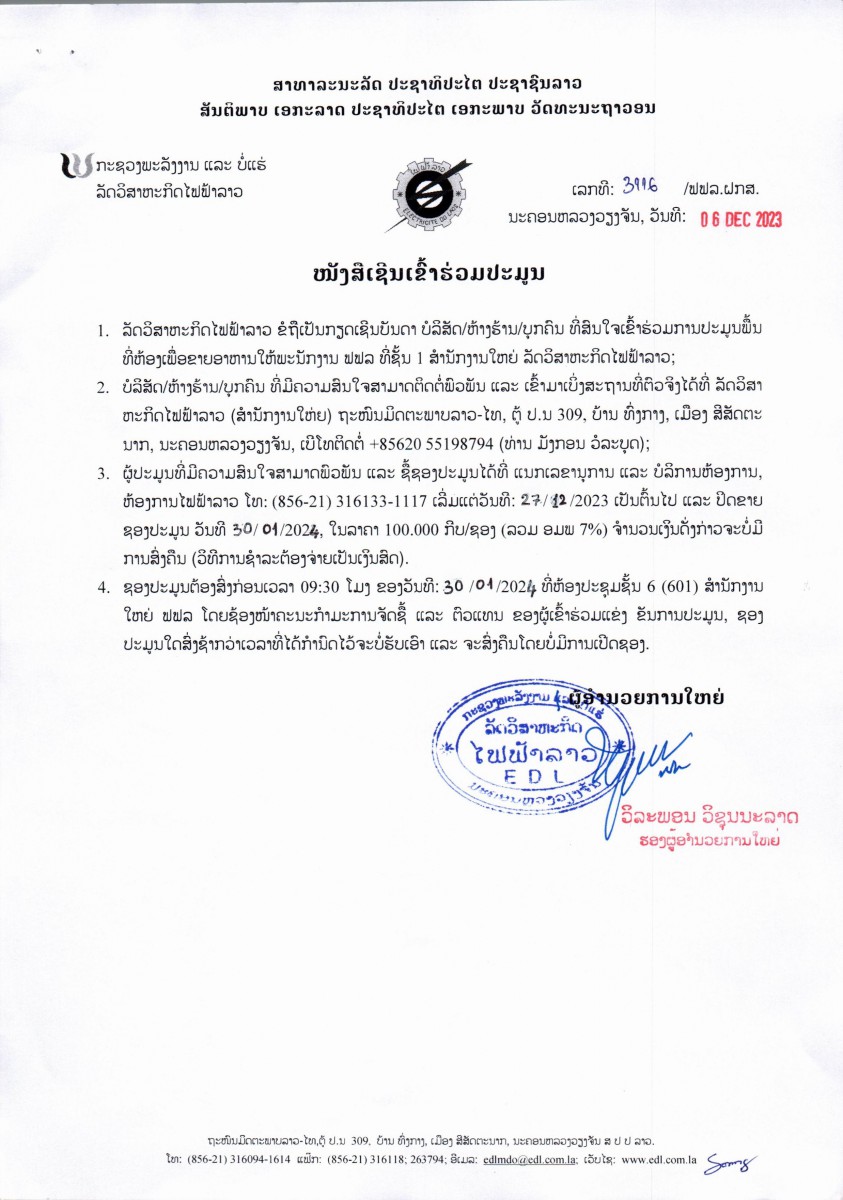 ສາທາລະນະລັດ ປະຊາທິປະໄຕ ປະຊາຊົນລາວ
ສັນຕິພາບ ເອກະລາດ ປະຊາທິປະໄຕ ເອກະພາບ ວັດທະນະຖາວອນ
ກະຊວງພະລັງງານ ແລະ ບໍ່ແຮ່
ລັດວິສາຫະກິດໄຟຟ້າລາວ
ໄຟຟ້າລາວ
ELECTRICITE DU LAOS
ເລກທີ: 3916 /ຟຟລ.ຝກສ.
ນະຄອນຫລວງວຽງຈັນ, ວັນທີ: 06 DEC 2023
ໜັງສືເຊີນເຂົ້າຮ່ວມປະມູນ
1. ລັດວິສາຫະກິດໄຟຟ້າລາວ ຂໍຖືເປັນກຽດເຊີນບັນດາ ບໍລິສັດ/ຫ້າງຮ້ານ/ບຸກຄົນ ທີ່ສົນໃຈເຂົ້າຮ່ວມການປະມູນພື້ນ
ທີ່ຫ້ອງເພື່ອຂາຍອາຫານໃຫ້ພະນັກງານ ຟຟລ ທີ່ຊັ້ນ 1 ສຳນັກງານໃຫຍ່ ລັດວິສາຫະກິດໄຟຟ້າລາວ;
2. ບໍລິສັດ/ຫ້າງຮ້ານ/ບຸກຄົນ ທີ່ມີຄວາມສົນໃຈສາມາດຕິດຕໍ່ພົວພັນ ແລະ ເຂົ້າມາເບິ່ງສະຖານທີ່ຕົວຈິງໄດ້ທີ່ ລັດວິສາ
ຫະກິດໄຟຟ້າລາວ (ສຳນັກງານໃຫ່ຍ) ຖະໜົນມິດຕະພາບລາວ-ໄທ, ຕູ້ ປ.ນ 309, ບ້ານ ທົ່ງກາງ, ເມືອງ ສີສັດຕະ
ນາກ, ນະຄອນຫລວງວຽງຈັນ, ເບີໂທຕິດຕໍ່ +85620 55198794 (ທ່ານ ມັງກອນ ວໍລະບຸດ);
3. ຜູ້ປະມູນທີ່ມີຄວາມສົນໃຈສາມາດພົວພັນ ແລະ ຊື້ຊອງປະມູນໄດ້ທີ່ ແນກເລຂານຸການ ແລະ ບໍລິການຫ້ອງການ,
ຫ້ອງການໄຟຟ້າລາວ ໂທ: (856-21) 316133-1117 ເລີ່ມແຕ່ວັນທີ: 27/12/2023 ເປັນຕົ້ນໄປ ແລະ ປິດຂາຍ
ຊອງປະມູນ ວັນທີ 30/01/2024, ໃນລາຄາ 100.000 ກີບ/ຊອງ (ລວມ ອມພ 7%) ຈຳນວນເງິນດັ່ງກ່າວຈະບໍ່ມີ
ການສົ່ງຄືນ (ວິທີການຊຳລະຕ້ອງຈ່າຍເປັນເງິນສົດ).
4. ຊອງປະມູນຕ້ອງສົ່ງກ່ອນເວລາ 09:30 ໂມງ ຂອງວັນທີ: 30/01/2024 ທີ່ຫ້ອງປະຊຸມຊັ້ນ 6 (601) ສຳນັກງານ
ໃຫຍ່ ຟຟລ ໂດຍຊ້ອງໜ້າຄະນະກຳມະການຈັດຊື້ ແລະ ຕົວແທນ ຂອງຜູ້ເຂົ້າຮ່ວມແຂ່ງ ຂັນການປະມູນ, ຊອງ
ປະມູນໃດສົ່ງຊ້າກວ່າເວລາທີ່ໄດ້ກຳນົດໄວ້ຈະບໍ່ຮັບເອົາ ແລະ ຈະສົ່ງຄືນໂດຍບໍ່ມີການເປີດຊອງ.
ຜູ້ອຳນວຍການໃຫຍ່
ກະຊວງພະລັງງານ ແລະ ບໍ່ແຮ່
ລັດວິສາຫະກິດ
ໄຟຟ້າລາວ
EDL
ນະຄອນຫລວງວຽງຈັນ
ວິລະພອນ ວິຊຸນນະລາດ
ຮອງຜູ້ອຳນວຍການໃຫຍ່
ຖະໜົນມິດຕະພາບລາວ-ໄທ,ຕູ້ ປ.ນ 309, ບ້ານ ທົ່ງກາງ, ເມືອງ ສີສັດຕະນາກ, ນະຄອນຫລວງວຽງຈັນ ສ ປ ປ ລາວ.
ໂທ: (856-21) 316094-1614 ແຟັກ: (856-21) 316118; 263794; ອີເມລ: edlmdo@edl.com.la; ເວັບໄຊ: www.edl.com.la